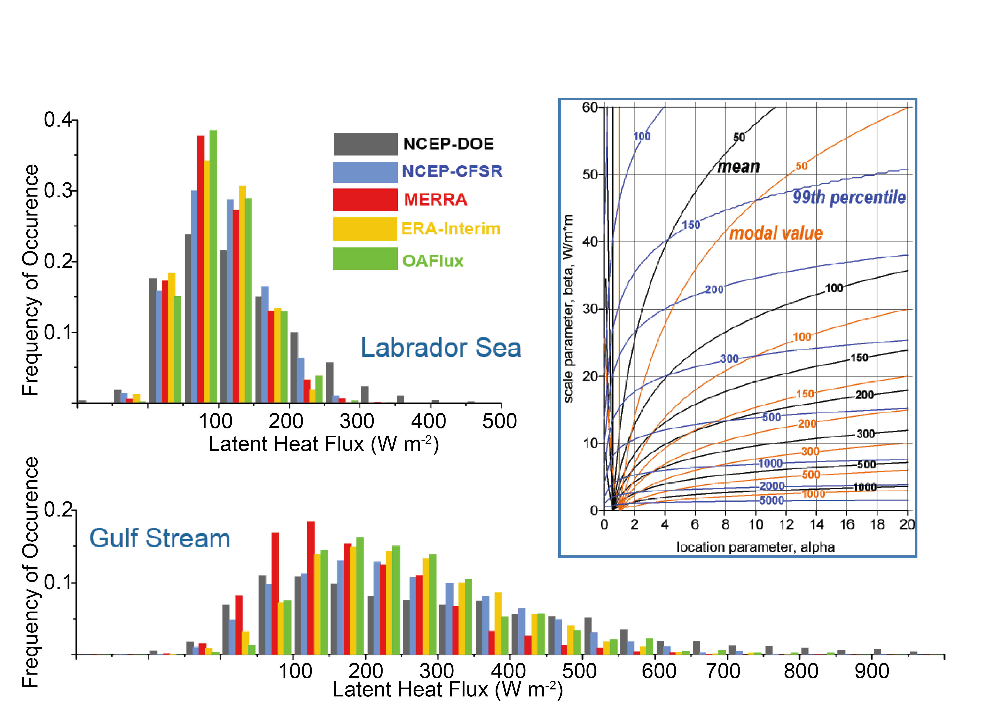 0.4
0.3
0.2
0.1
Frequency of Occurence
NCEP-DOE
NCEP-CFSR
MERRA
ERA-Interim
OAFlux
Labrador Sea
100 200 300 400 500
Latent Heat Flux (W m-2)
60
50
40
30
20
10
0
scale parameter, beta, W/m*m
100
50
mean
50
99th percentile
150
modal value
200
100
100
300
150
150
200
500
200
300
300
1000
500
500
2000
1000
1000
5000
0 2 4 6 8 10 12 14 16 18 20
location parameter, alpha
0.2
0.1
Frequency of Occurence
Gulf Stream
100 200 300 400 500 600 700 800 900
Latent Heat Flux (W m-2)